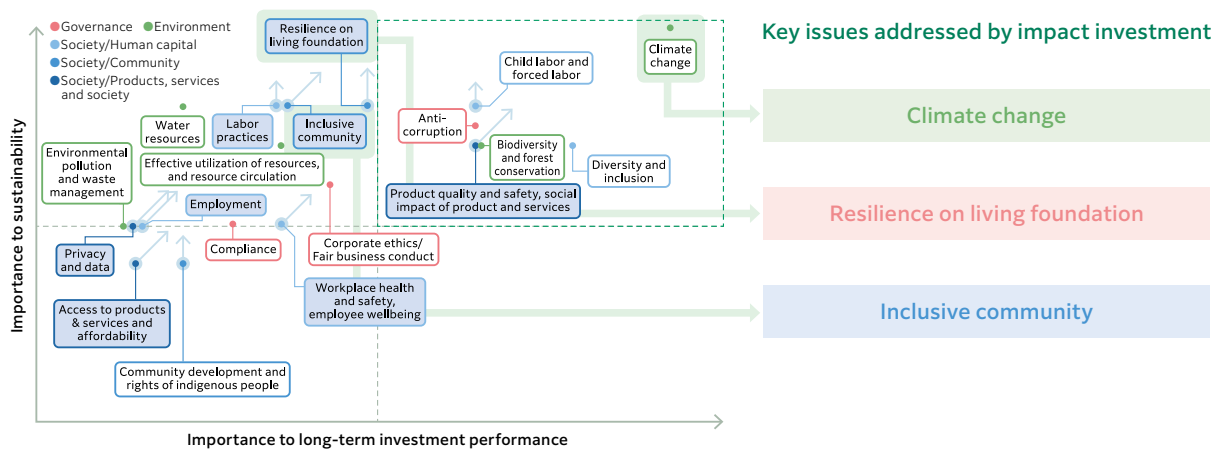 Governance
Environment
Society/Human capital
Society/Community
Society/Products, services
and society
Importance to sustainability
Resilience on
living foundation
Climate
change
Child labor and
forced labor
Water
resources
Labor
practices
Inclusive
community
Anti-
corruption
Environmental
pollution
and waste
management
Effective utilization of resources,
and resource circulation
Biodiversity
and forest
conservation
Diversity and
inclusion
Employment
Product quality and safety, social
impact of product and services
Privacy
and data
Compliance
Corporate ethics/
Fair business conduct
Access to products
& services and
affordability
Workplace health
and safety,
employee wellbeing
Community development and
rights of indigenous people
Importance to long-term investment performance
Key issues addressed by impact investment
Climate change
Resilience on living foundation
Inclusive community